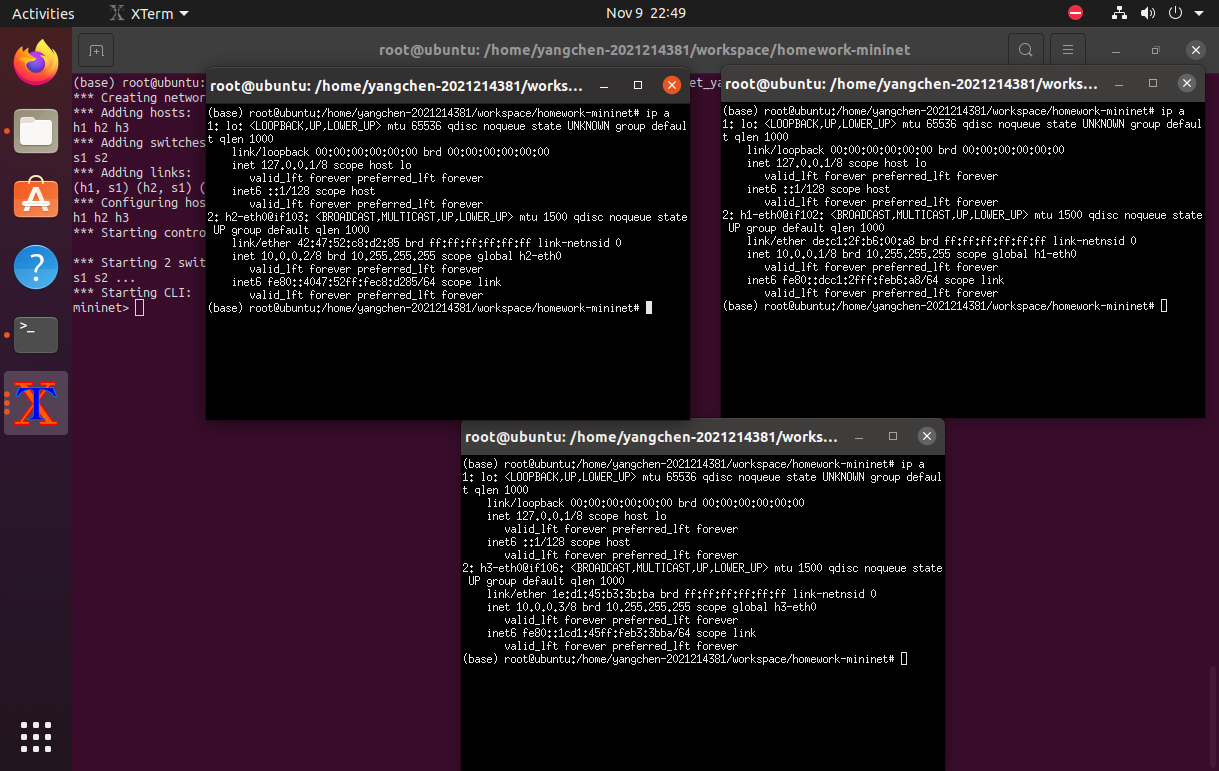 Activities
XTerm
Nov 9 22:49
root@ubuntu: /home/yangchen-2021214381/workspace/homework-mininet
(base) root@ubuntu:
*** Creating networ
*** Adding hosts:
h1 h2 h3
*** Adding switches
s1 s2
*** Adding links:
(h1, s1) (h2, s1) (
*** Configuring hos
h1 h2 h3
*** Starting contro
*** Starting 2 swit
s1 s2 ...
*** Starting CLI:
mininet>
root@ubuntu: /home/yangchen-2021214381/works...
(base) root@ubuntu:/home/yangchen-2021214381/workspace/homework-mininet# ip a
1: lo: <LOOPBACK,UP,LOWER_UP> mtu 65536 qdisc noqueue state UNKNOWN group defaul
t qlen 1000
link/loopback 00:00:00:00:00:00 brd 00:00:00:00:00:00
inet 127.0.0.1/8 scope host lo
valid_lft forever preferred_lft forever
inet6 ::1/128 scope host
valid_lft forever preferred_lft forever
2: h2-eth0@if103: <BROADCAST,MULTICAST,UP,LOWER_UP> mtu 1500 qdisc noqueue state
UP group default qlen 1000
link/ether 42:47:52:c8:d2:85 brd ff:ff:ff:ff:ff:ff link-netnsid 0
inet 10.0.0.2/8 brd 10.255.255.255 scope global h2-eth0
valid_lft forever preferred_lft forever
inet6 fe80::4047:52ff:fec8:d285/64 scope link
valid_lft forever preferred_lft forever
(base) root@ubuntu:/home/yangchen-2021214381/workspace/homework-mininet#
root@ubuntu: /home/yangchen-2021214381/works...
(base) root@ubuntu:/home/yangchen-2021214381/workspace/homework-mininet# ip a
1: lo: <LOOPBACK,UP,LOWER_UP> mtu 65536 qdisc noqueue state UNKNOWN group defaul
t qlen 1000
link/loopback 00:00:00:00:00:00 brd 00:00:00:00:00:00
inet 127.0.0.1/8 scope host lo
valid_lft forever preferred_lft forever
inet6 ::1/128 scope host
valid_lft forever preferred_lft forever
2: h1-eth0@if102: <BROADCAST,MULTICAST,UP,LOWER_UP> mtu 1500 qdisc noqueue state
UP group default qlen 1000
link/ether de:c1:2f:b6:00:a8 brd ff:ff:ff:ff:ff:ff link-netnsid 0
inet 10.0.0.1/8 brd 10.255.255.255 scope global h1-eth0
valid_lft forever preferred_lft forever
inet6 fe80::dcc1:2fff:feb6:a8/64 scope link
valid_lft forever preferred_lft forever
(base) root@ubuntu:/home/yangchen-2021214381/workspace/homework-mininet#
root@ubuntu: /home/yangchen-2021214381/works...
(base) root@ubuntu:/home/yangchen-2021214381/workspace/homework-mininet# ip a
1: lo: <LOOPBACK,UP,LOWER_UP> mtu 65536 qdisc noqueue state UNKNOWN group defaul
t qlen 1000
link/loopback 00:00:00:00:00:00 brd 00:00:00:00:00:00
inet 127.0.0.1/8 scope host lo
valid_lft forever preferred_lft forever
inet6 ::1/128 scope host
valid_lft forever preferred_lft forever
2: h3-eth0@if106: <BROADCAST,MULTICAST,UP,LOWER_UP> mtu 1500 qdisc noqueue state
UP group default qlen 1000
link/ether 1e:d1:45:b3:3b:ba brd ff:ff:ff:ff:ff:ff link-netnsid 0
inet 10.0.0.3/8 brd 10.255.255.255 scope global h3-eth0
valid_lft forever preferred_lft forever
inet6 fe80::1cd1:45ff:feb3:3bba/64 scope link
valid_lft forever preferred_lft forever
(base) root@ubuntu:/home/yangchen-2021214381/workspace/homework-mininet#